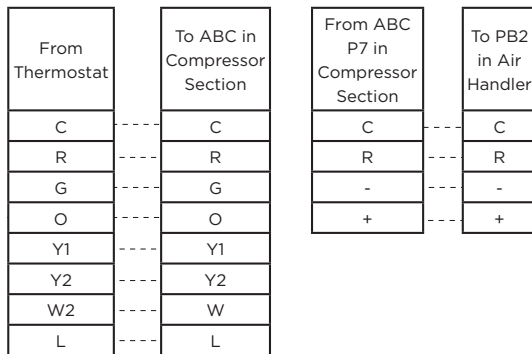 From
Thermostat
To ABC in
Compressor
Section
C
C
R
R
G
G
O
O
Y1
Y1
Y2
Y2
W2
W
L
L
From ABC
P7 in
Compressor
Section
To PB2
in Air
Handler
C
C
R
R
-
-
+
+